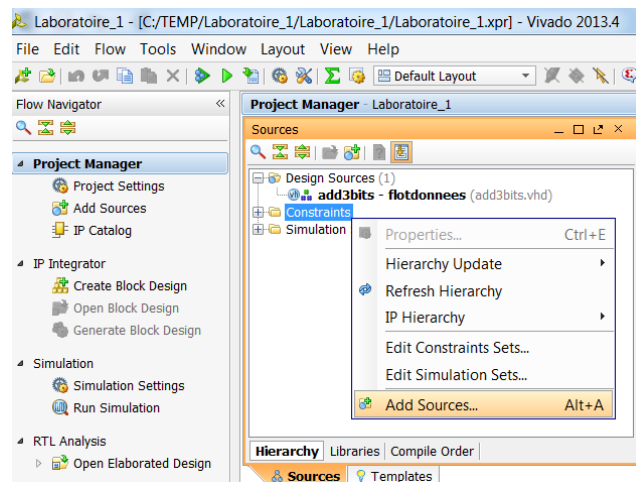 Laboratoire_1 - [C:/TEMP/Laboratoire_1/Laboratoire_1/Laboratoire_1.xpr] - Vivado 2013.4
File Edit Flow Tools Window Layout View Help
Default Layout
Flow Navigator
Project Manager
Project Settings
Add Sources
IP Catalog
IP Integrator
Create Block Design
Open Block Design
Generate Block Design
Simulation
Simulation Settings
Run Simulation
RTL Analysis
Open Elaborated Design
Project Manager - Laboratoire_1
Sources
Design Sources (1)
add3bits - flotdonnees (add3bits.vhd)
Constraints
Simulation
Properties... Ctrl+E
Hierarchy Update
Refresh Hierarchy
IP Hierarchy
Edit Constraints Sets...
Edit Simulation Sets...
Add Sources... Alt+A
Hierarchy Libraries Compile Order
Sources Templates